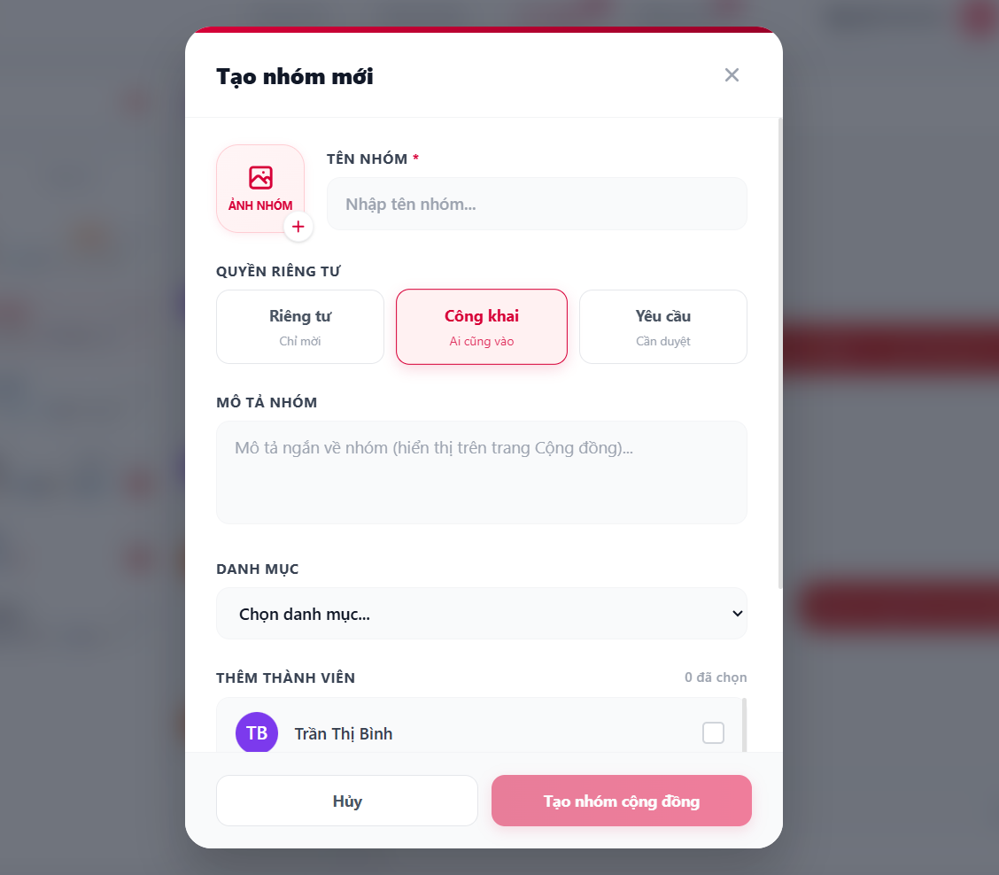 Tạo nhóm mới
ẢNH NHÓM
TÊN NHÓM *
Nhập tên nhóm...
QUYỀN RIÊNG TƯ
Riêng tư
Chỉ mời
Công khai
Ai cũng vào
Yêu cầu
Cần duyệt
MÔ TẢ NHÓM
Mô tả ngắn về nhóm (hiển thị trên trang Cộng đồng)...
DANH MỤC
Chọn danh mục...
THÊM THÀNH VIÊN
0 đã chọn
TB
Trần Thị Bình
Hủy
Tạo nhóm cộng đồng